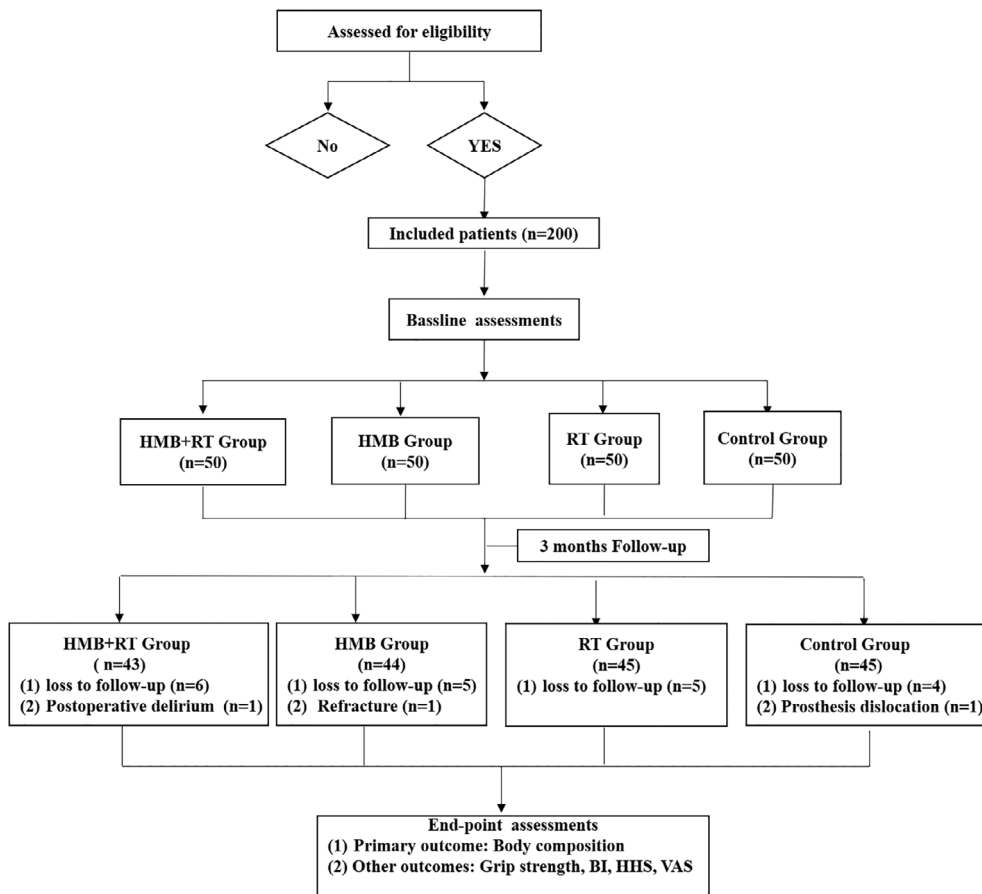 Assessed for eligibility
No
YES
Included patients (n=200)
Bassline assessments
HMB+RT Group
(n=50)
HMB Group
(n=50)
RT Group
(n=50)
Control Group
(n=50)
3 months Follow-up
HMB+RT Group
( n=43)
(1) loss to follow-up (n=6)
(2) Postoperative delirium (n=1)
HMB Group
(n=44)
(1) loss to follow-up (n=5)
(2) Refracture (n=1)
RT Group
(n=45)
(1) loss to follow-up (n=5)
Control Group
(n=45)
(1) loss to follow-up (n=4)
(2) Prosthesis dislocation (n=1)
End-point assessments
(1) Primary outcome: Body composition
(2) Other outcomes: Grip strength, BI, HHS, VAS